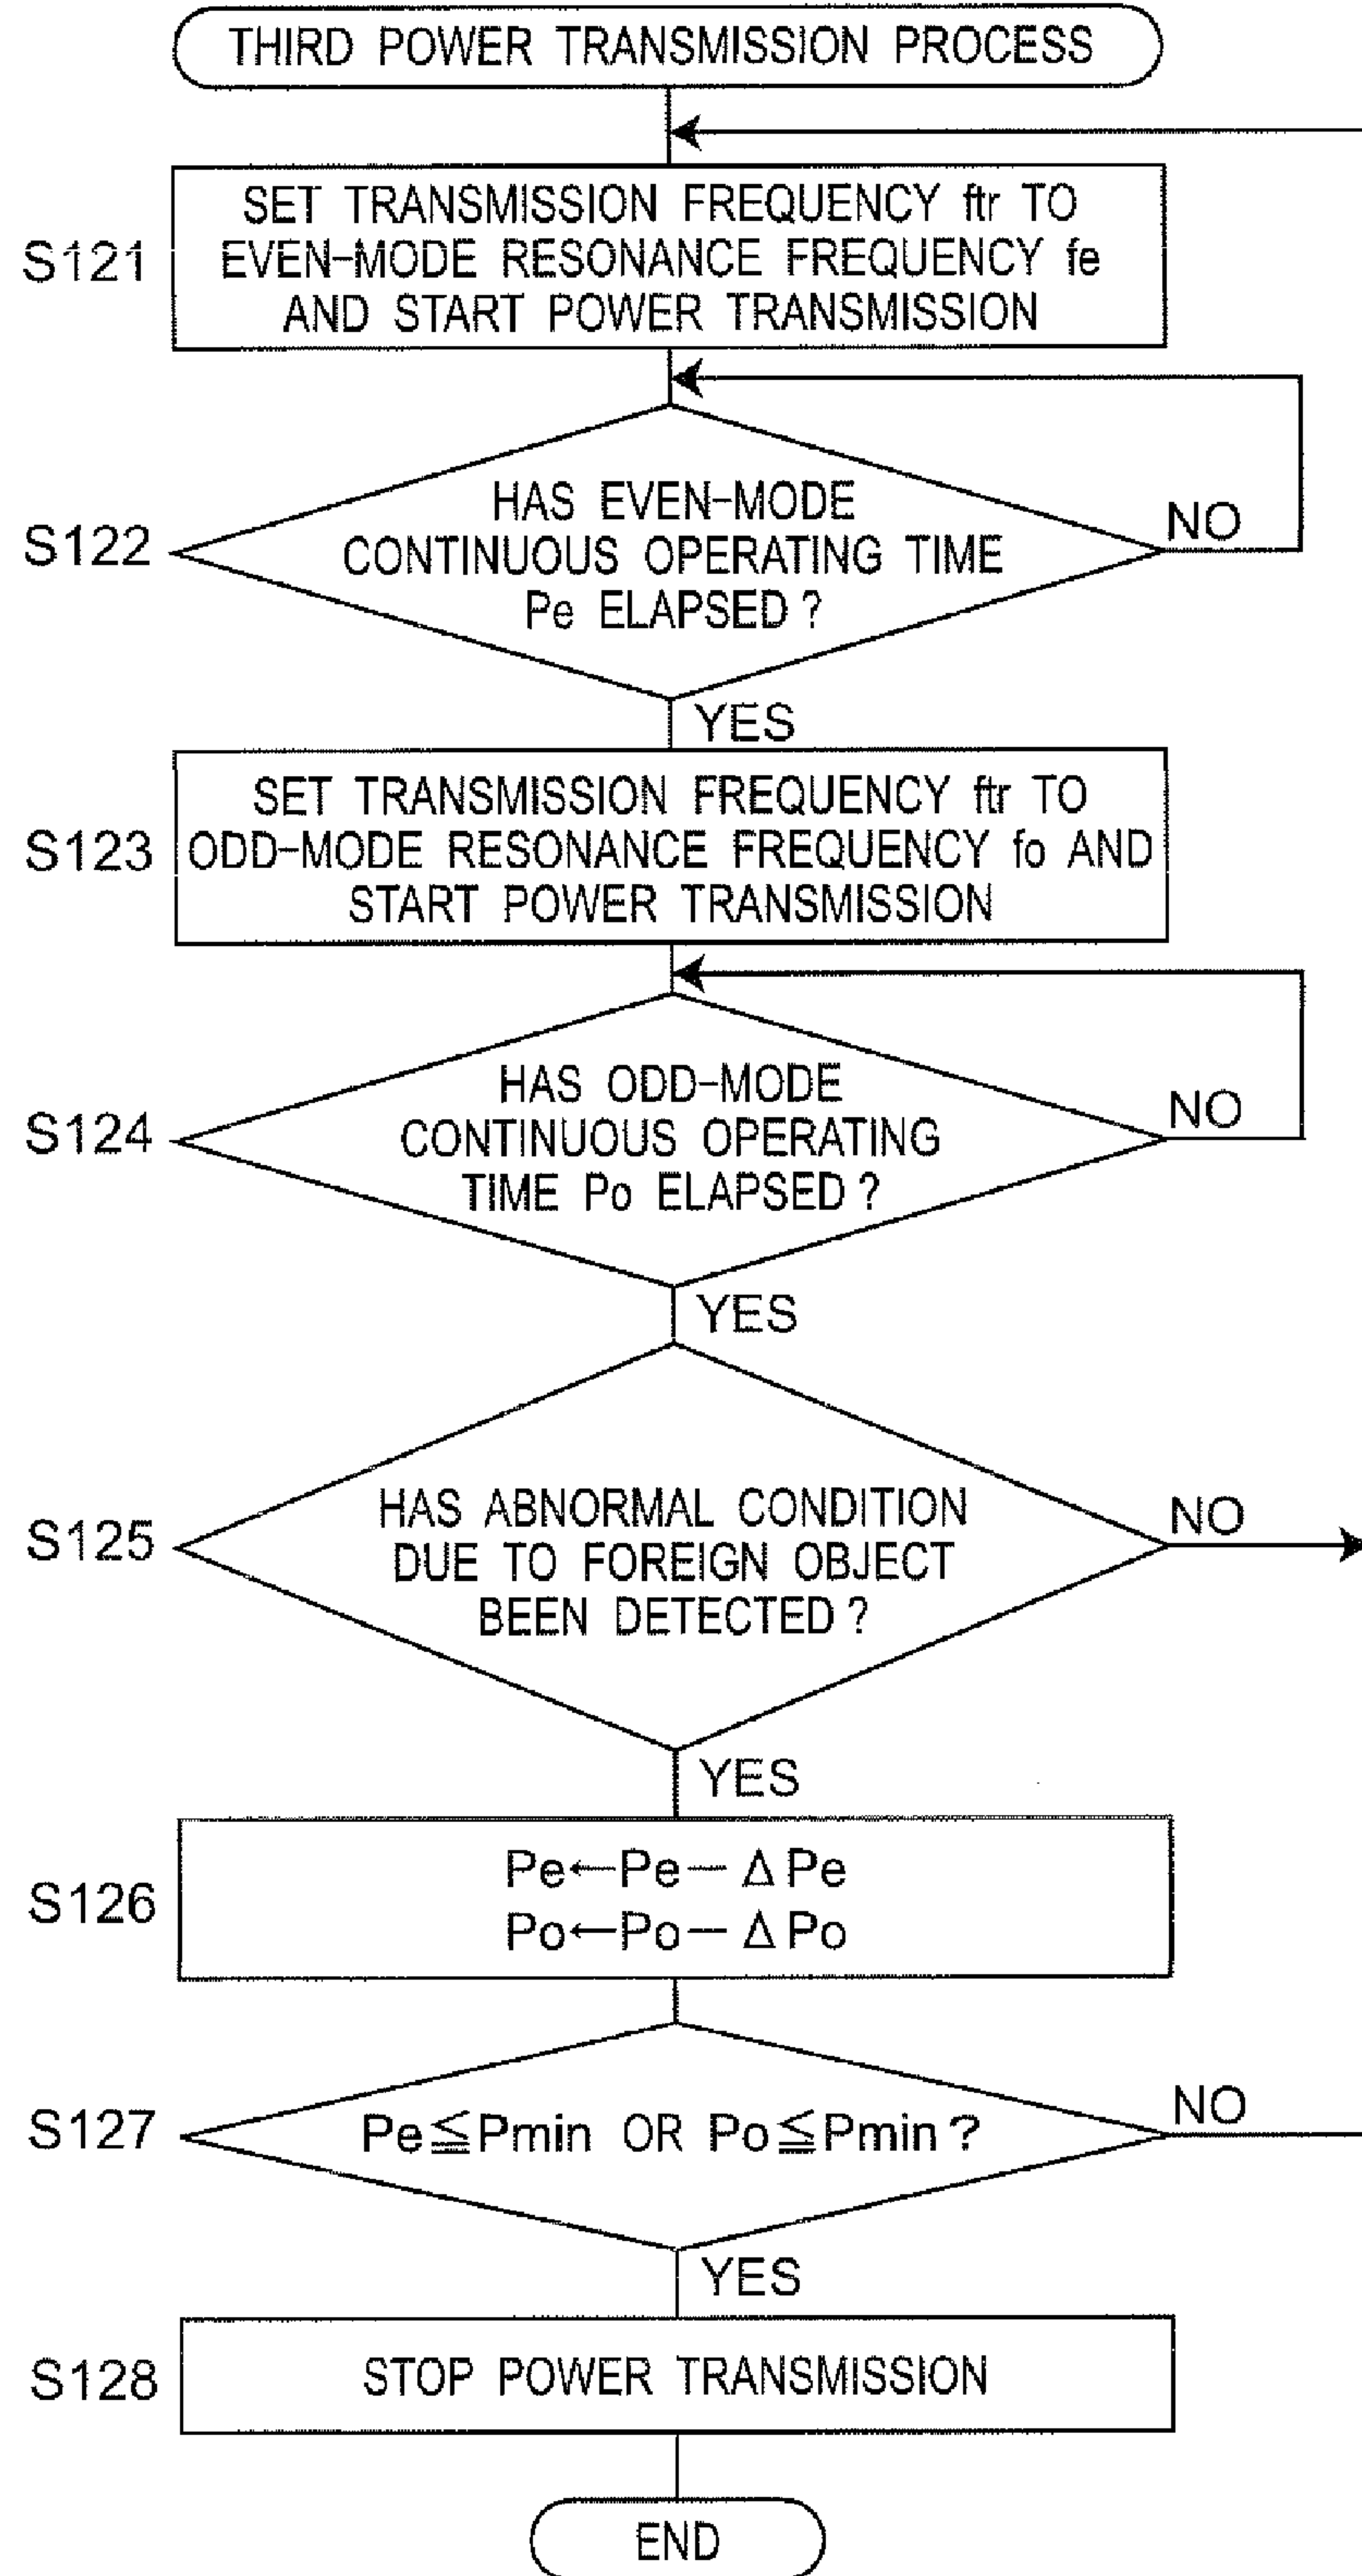 THIRD POWER TRANSMISSION PROCESS
S121
SET TRANSMISSION FREQUENCY ftr TO
EVEN-MODE RESONANCE FREQUENCY fe
AND START POWER TRANSMISSION
S122
HAS EVEN-MODE
CONTINUOUS OPERATING TIME
Pe ELAPSED?
NO
YES
S123
SET TRANSMISSION FREQUENCY ftr TO
ODD-MODE RESONANCE FREQUENCY fo AND
START POWER TRANSMISSION
S124
HAS ODD-MODE
CONTINUOUS OPERATING
TIME Po ELAPSED?
NO
YES
S125
HAS ABNORMAL CONDITION
DUE TO FOREIGN OBJECT
BEEN DETECTED?
NO
YES
S126
Pe←Pe-ΔPe
Po←Po-ΔPo
S127
Pe≦Pmin OR Po≦Pmin?
NO
YES
S128
STOP POWER TRANSMISSION
END